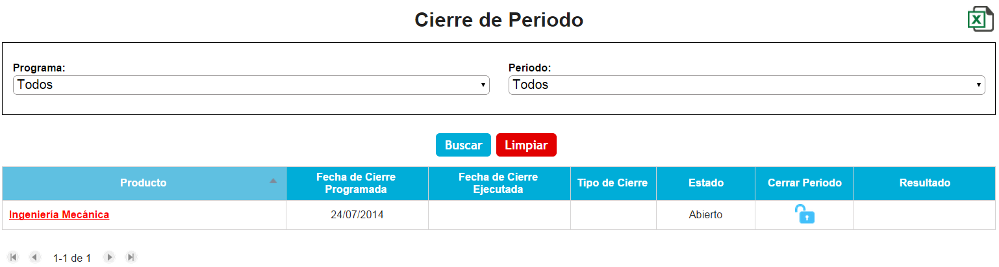 Cierre de Periodo
Programa:
Periodo:
Todos
Todos
Buscar
Limpiar
Producto
Fecha de Cierre
Programada
Fecha de Cierre
Ejecutada
Tipo de Cierre
Estado
Cerrar Periodo
Resultado
Ingeniería Mecánica
24/07/2014
Abierto
1-1 de 1